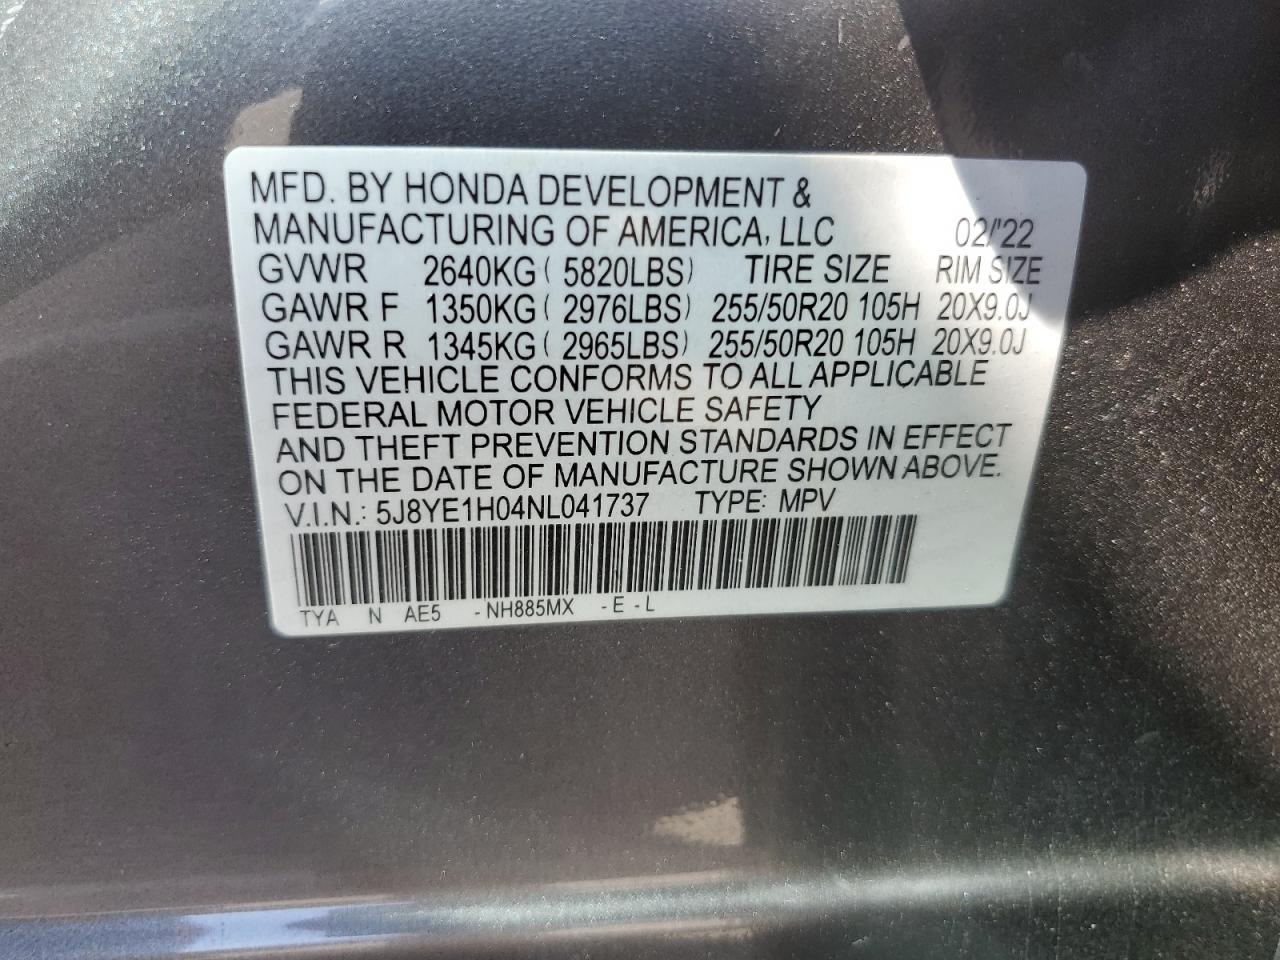 MFD. BY HONDA DEVELOPMENT &
MANUFACTURING OF AMERICA, LLC 02/'22
GVWR 2640KG ( 5820LBS) TIRE SIZE RIM SIZE
GAWR F 1350KG ( 2976LBS) 255/50R20 105H 20X9.0J
GAWR R 1345KG ( 2965LBS) 255/50R20 105H 20X9.0J
THIS VEHICLE CONFORMS TO ALL APPLICABLE
FEDERAL MOTOR VEHICLE SAFETY
AND THEFT PREVENTION STANDARDS IN EFFECT
ON THE DATE OF MANUFACTURE SHOWN ABOVE.
V.I.N.: 5J8YE1H04NL041737 TYPE: MPV
TYA N AE5 -NH885MX -E -L